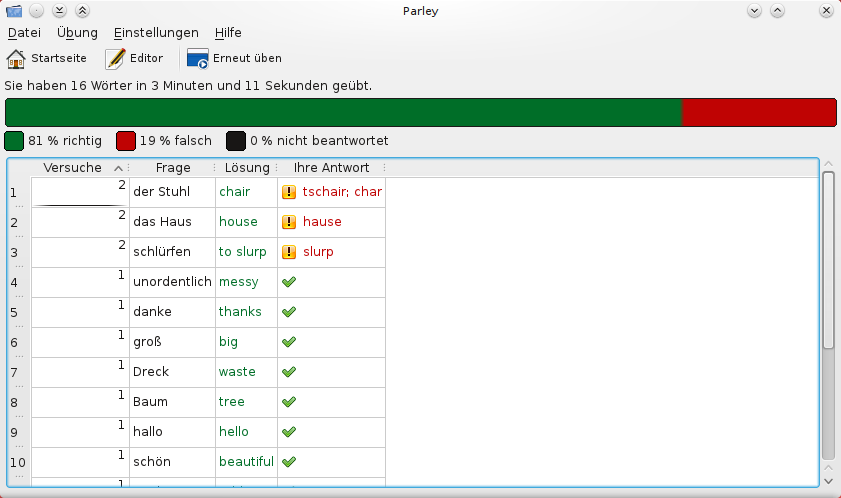 Parley
Datei Übung Einstellungen Hilfe
Startseite Editor Erneut üben
Sie haben 16 Wörter in 3 Minuten und 11 Sekunden geübt.
81 % richtig 19 % falsch 0 % nicht beantwortet
Versuche Frage Lösung Ihre Antwort
1 2 der Stuhl chair tschair; char
2 2 das Haus house hause
3 2 schlürfen to slurp slurp
4 1 unordentlich messy
5 1 danke thanks
6 1 groß big
7 1 Dreck waste
8 1 Baum tree
9 1 hallo hello
10 1 schön beautiful
1